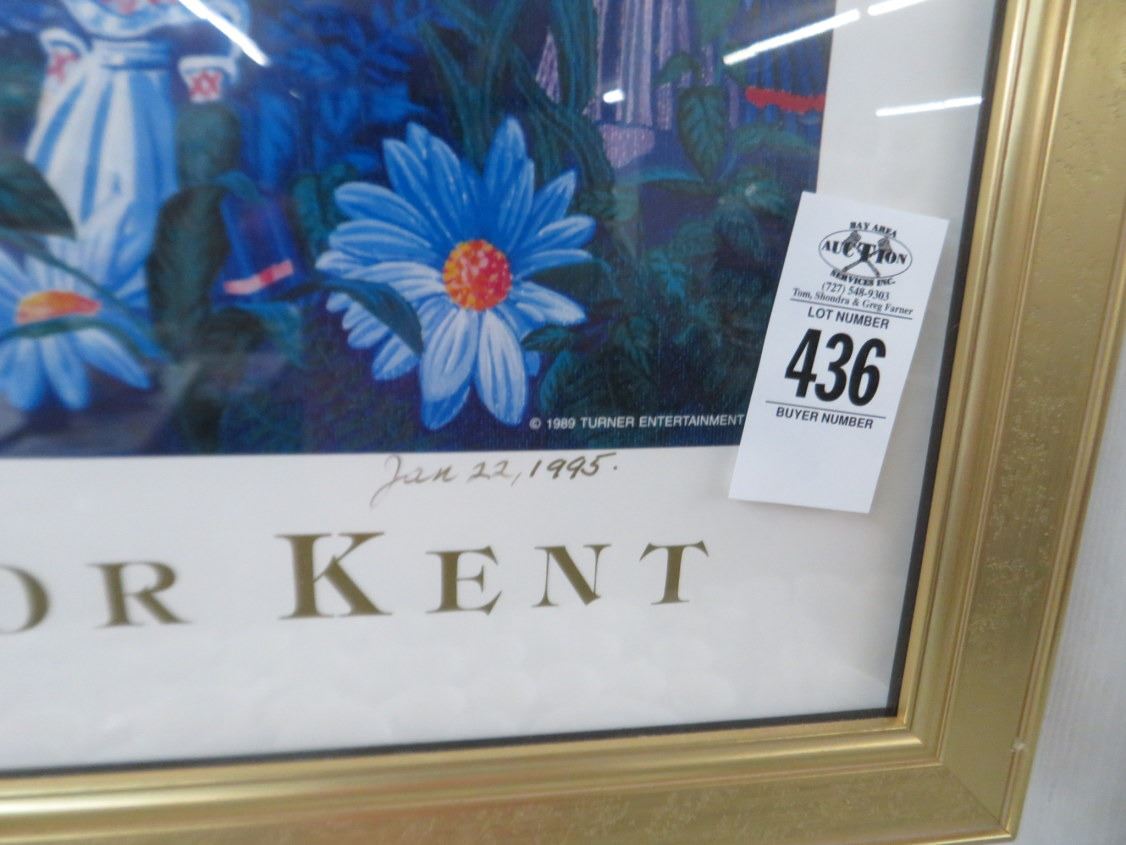 BAY AREA
AUCTION
SERVICES INC.
(727) 548-9303
Tom, Shondra & Greg Farner
LOT NUMBER
436
BUYER NUMBER
© 1989 TURNER ENTERTAINMENT
Jan 22, 1995.
OR KENT